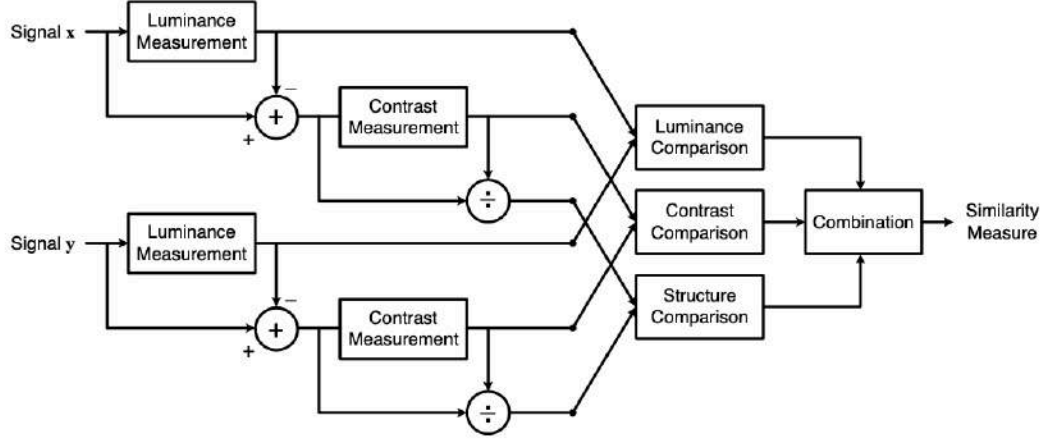 Signal x
Luminance
Measurement
−
+
+
Contrast
Measurement
÷
Signal y
Luminance
Measurement
−
+
+
Contrast
Measurement
÷
Luminance
Comparison
Contrast
Comparison
Structure
Comparison
Combination
Similarity
Measure